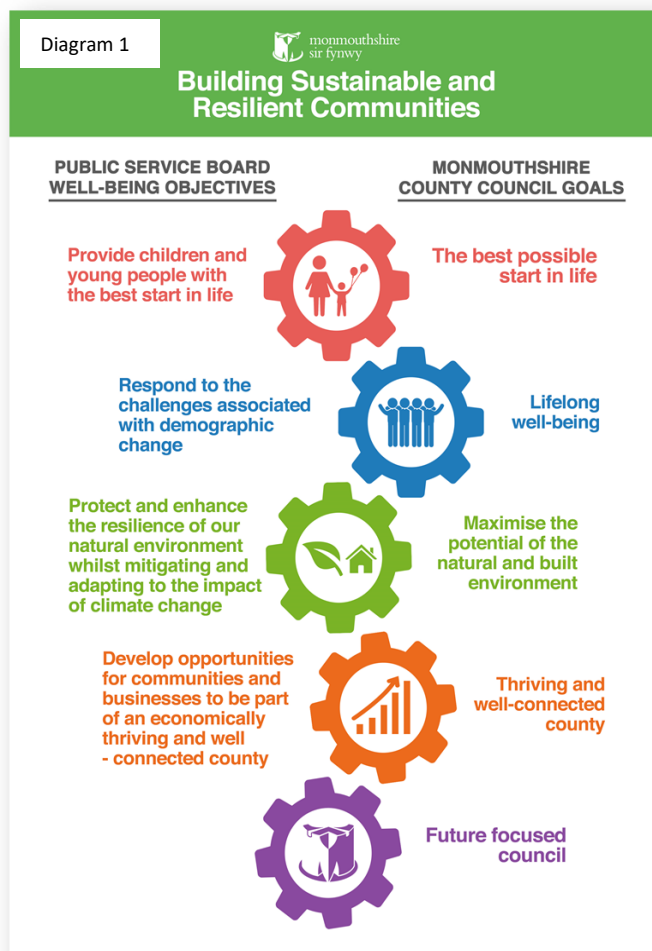 Diagram 1
monmouthshire
sir fynwy
Building Sustainable and
Resilient Communities
PUBLIC SERVICE BOARD
WELL-BEING OBJECTIVES
MONMOUTHSHIRE
COUNTY COUNCIL GOALS
Provide children and
young people with
the best start in life
The best possible
start in life
Respond to the
challenges associated
with demographic
change
Lifelong
well-being
Protect and enhance
the resilience of our
natural environment
whilst mitigating and
adapting to the impact
of climate change
Maximise the
potential of the
natural and built
environment
Develop opportunities
for communities and
businesses to be part
of an economically
thriving and well
- connected county
Thriving and
well-connected
county
Future focused
council